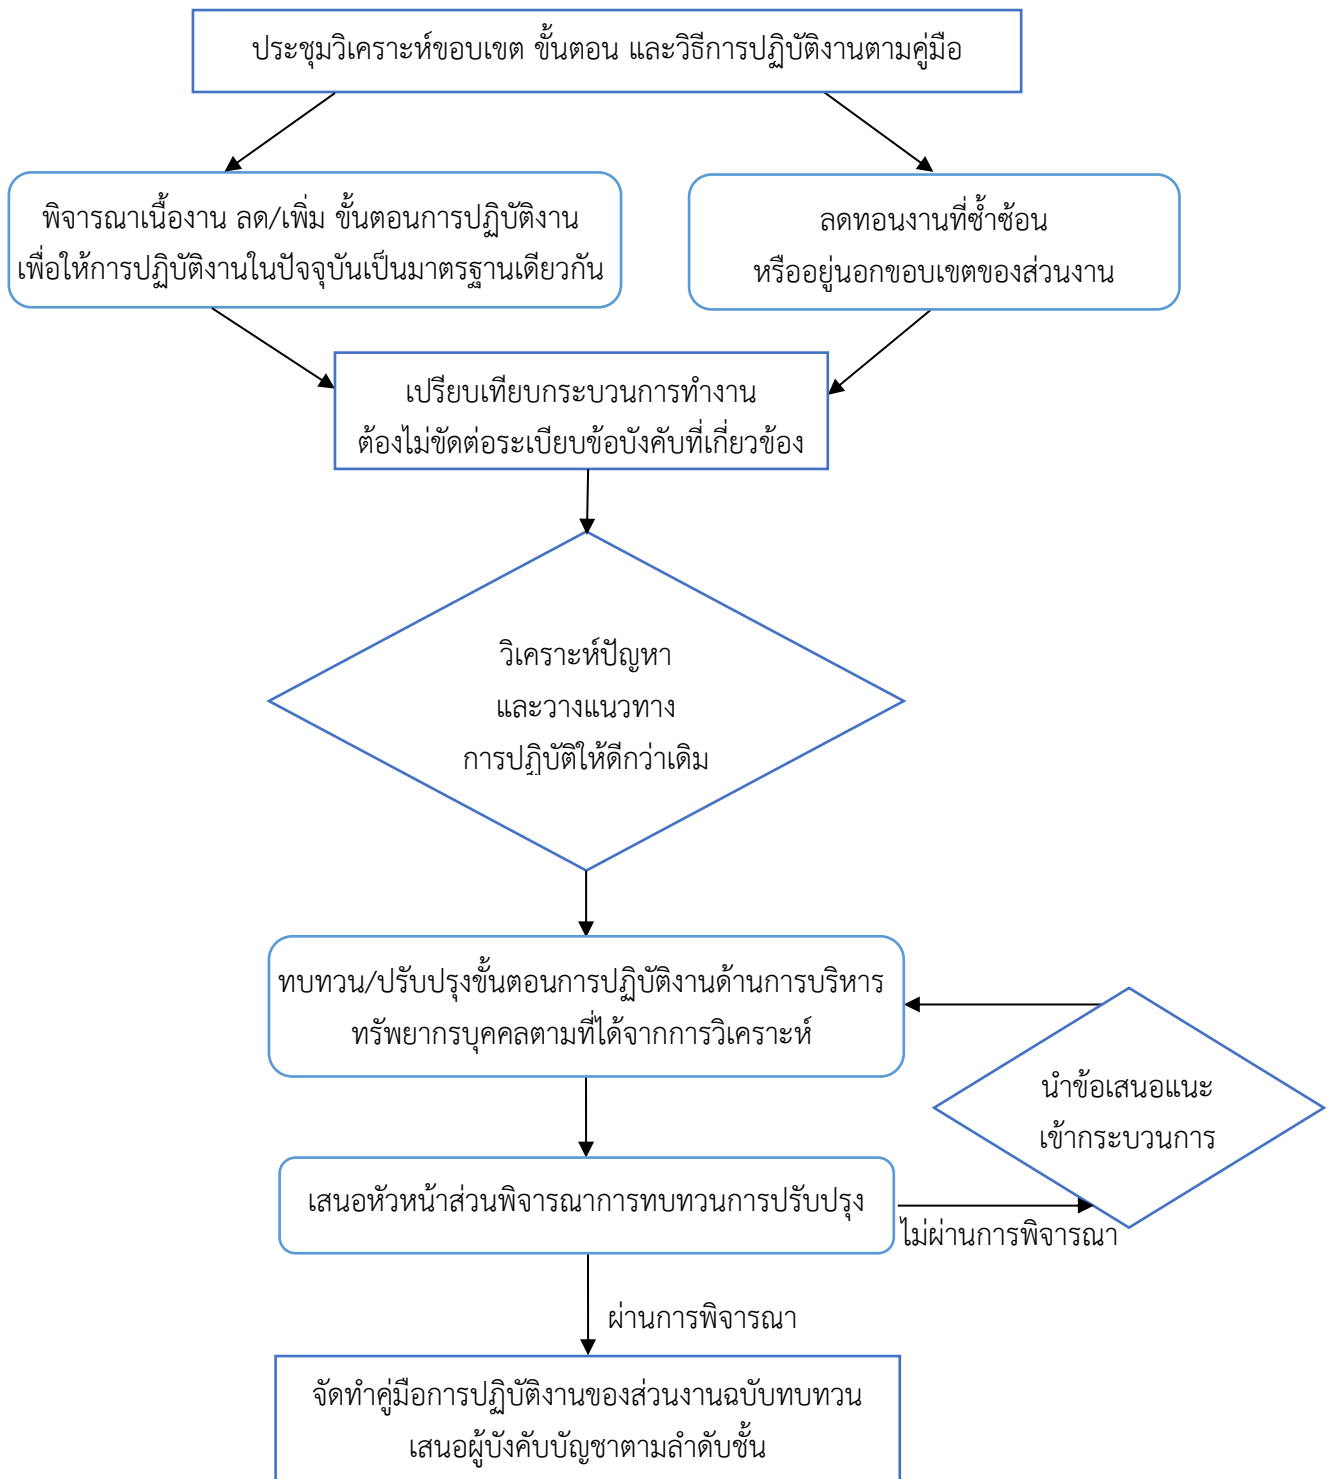 ประชุมวิเคราะห์ขอบเขต ขั้นตอน และวิธีการปฏิบัติงานตามคู่มือ
พิจารณาเนื้องาน ลด/เพิ่ม ขั้นตอนการปฏิบัติงาน
เพื่อให้การปฏิบัติงานในปัจจุบันเป็นมาตรฐานเดียวกัน
ลดทอนงานที่ซ้ำซ้อน
หรืออยู่นอกขอบเขตของส่วนงาน
เปรียบเทียบกระบวนการทำงาน
ต้องไม่ขัดต่อระเบียบข้อบังคับที่เกี่ยวข้อง
วิเคราะห์ปัญหา
และวางแนวทาง
การปฏิบัติให้ดีกว่าเดิม
ทบทวน/ปรับปรุงขั้นตอนการปฏิบัติงานด้านการบริหาร
ทรัพยากรบุคคลตามที่ได้จากการวิเคราะห์
นำข้อเสนอแนะ
เข้ากระบวนการ
เสนอหัวหน้าส่วนพิจารณาการทบทวนการปรับปรุง
ไม่ผ่านการพิจารณา
ผ่านการพิจารณา
จัดทำคู่มือการปฏิบัติงานของส่วนงานฉบับทบทวน
เสนอผู้บังคับบัญชาตามลำดับชั้น